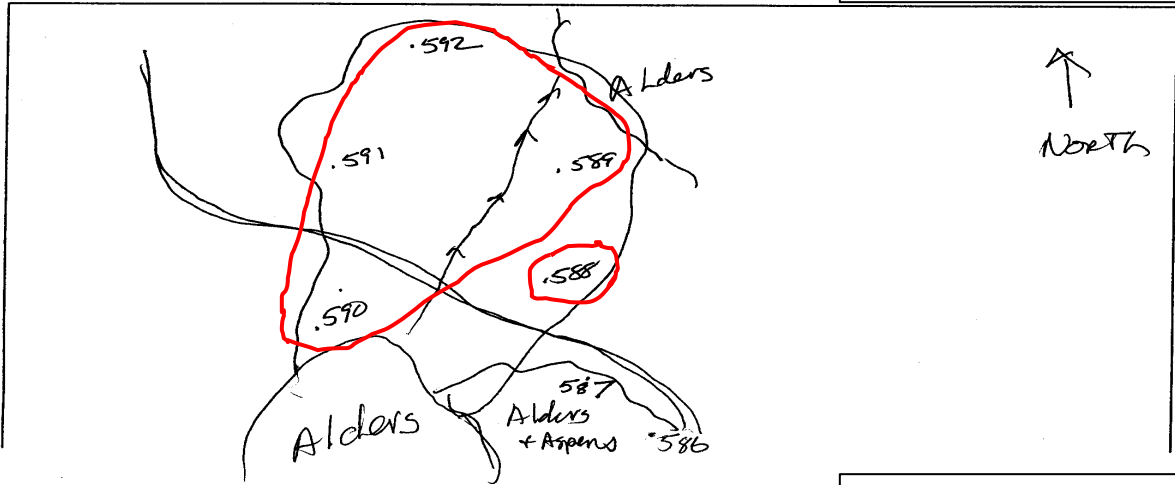 .592
Alders
NORTH
.591
.589
.588
.590
587
Alders
Alders
+ Aspens
.586